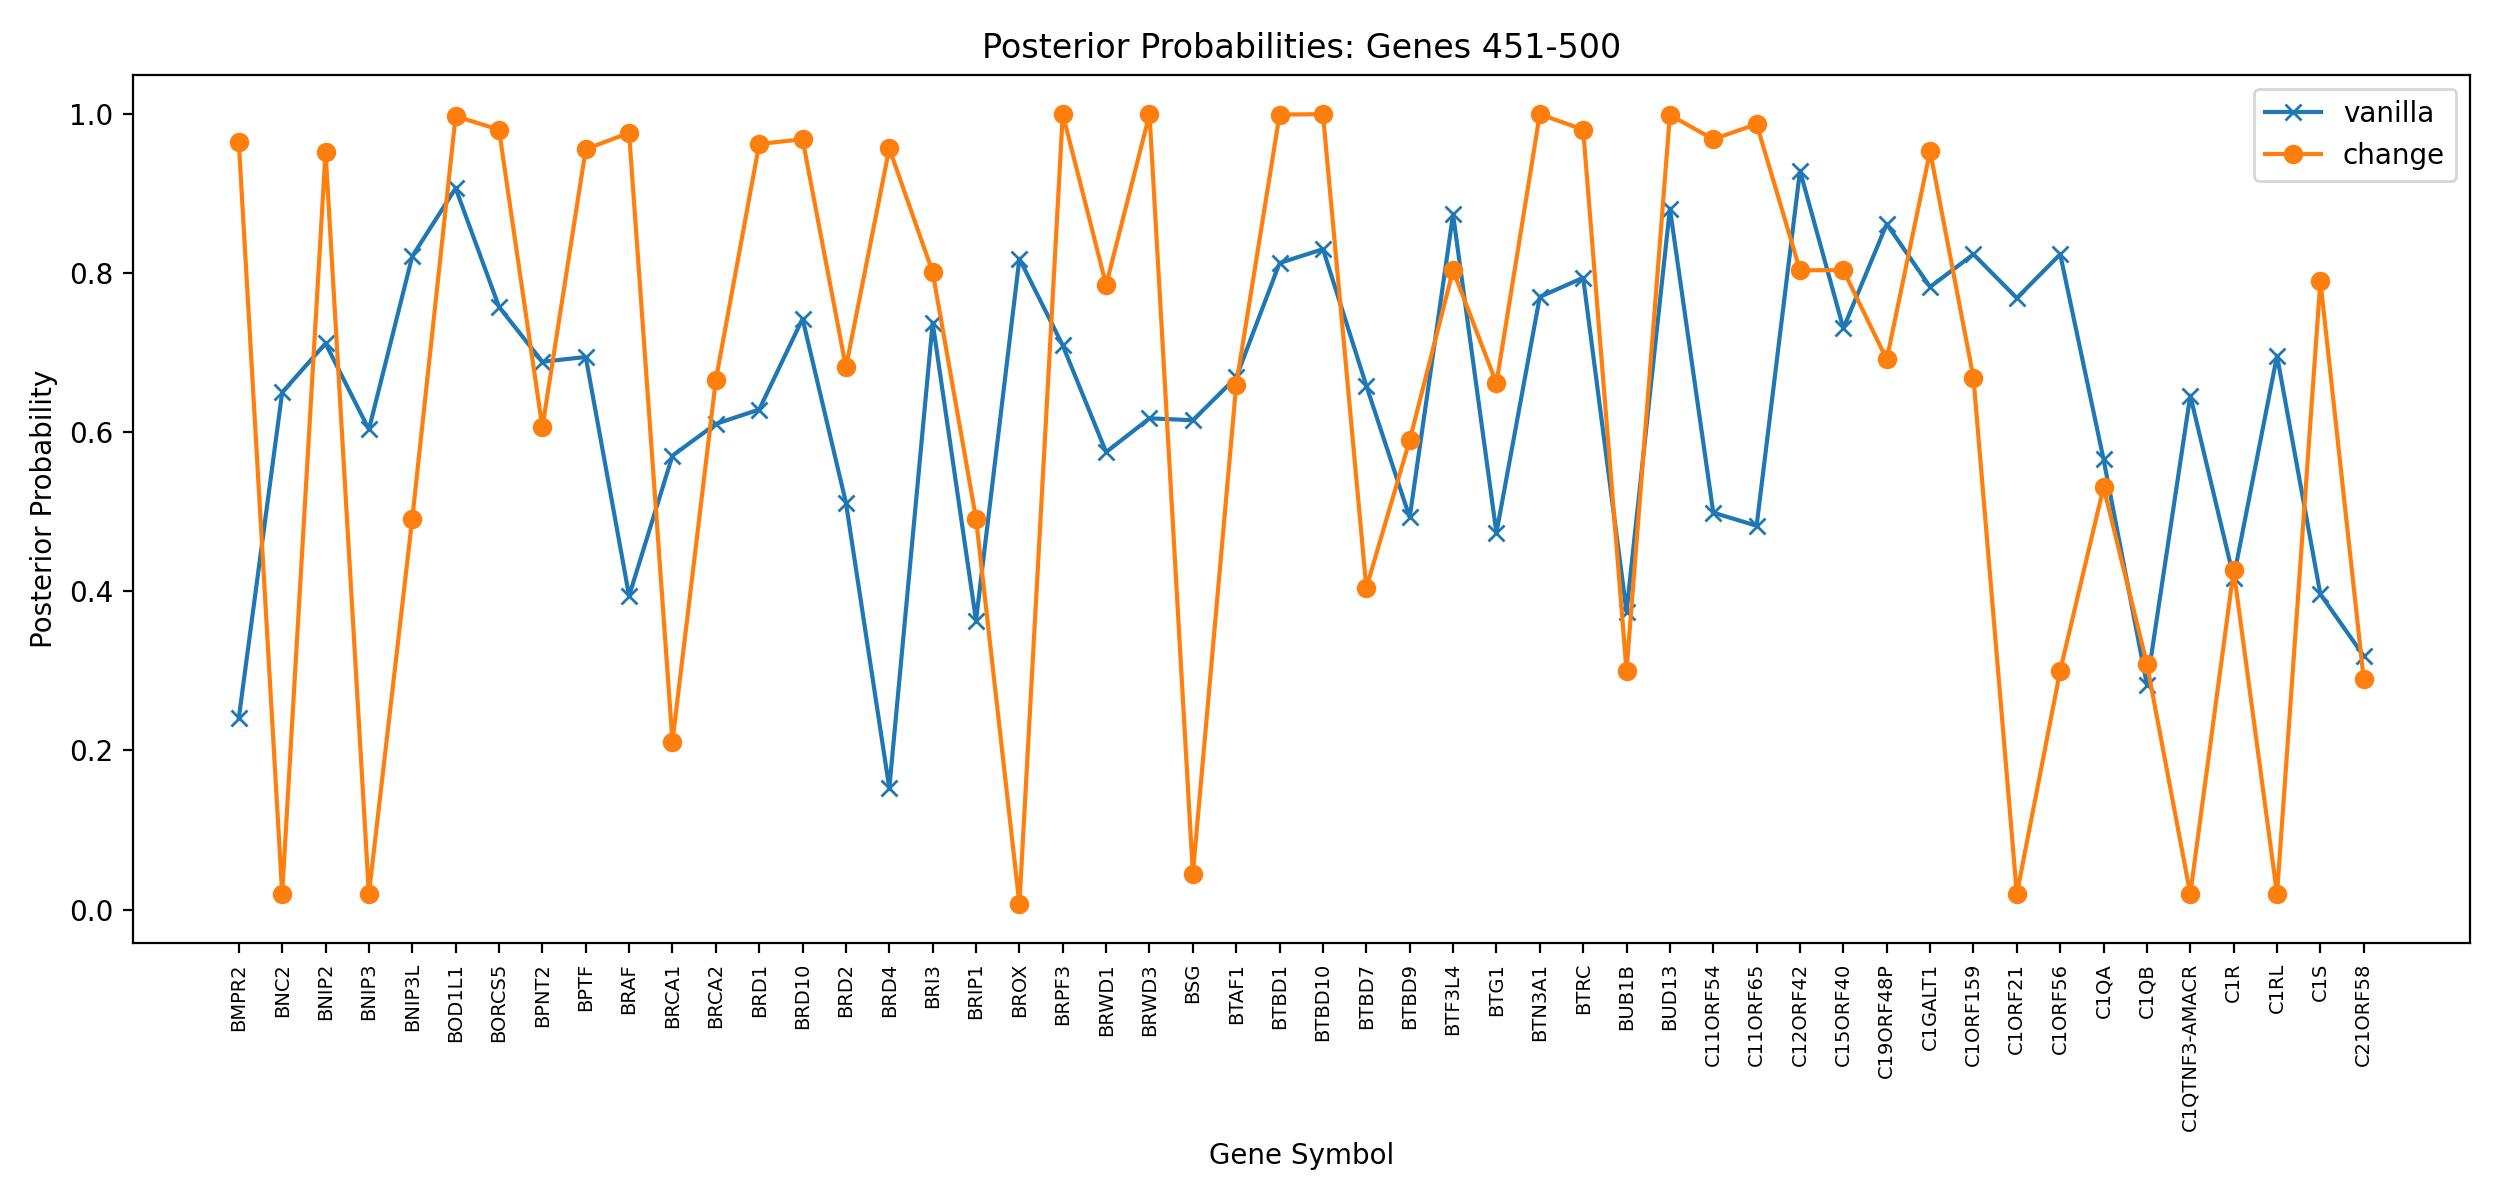 Posterior Probabilities: Genes 451-500
vanilla
change
Posterior Probability
1.0
0.8
0.6
0.4
0.2
0.0
BMPR2
BNC2
BNIP2
BNIP3
BNIP3L
BOD1L1
BORCS5
BPNT2
BPTF
BRAF
BRCA1
BRCA2
BRD1
BRD10
BRD2
BRD4
BRI3
BRIP1
BROX
BRPF3
BRWD1
BRWD3
BSG
BTAF1
BTBD1
BTBD10
BTBD7
BTBD9
BTF3L4
BTG1
BTN3A1
BTRC
BUB1B
BUD13
C11ORF54
C11ORF65
C12ORF42
C15ORF40
C19ORF48P
C1GALT1
C1ORF159
C1ORF21
C1ORF56
C1QA
C1QB
C1QTNF3-AMACR
C1R
C1RL
C1S
C21ORF58
Gene Symbol